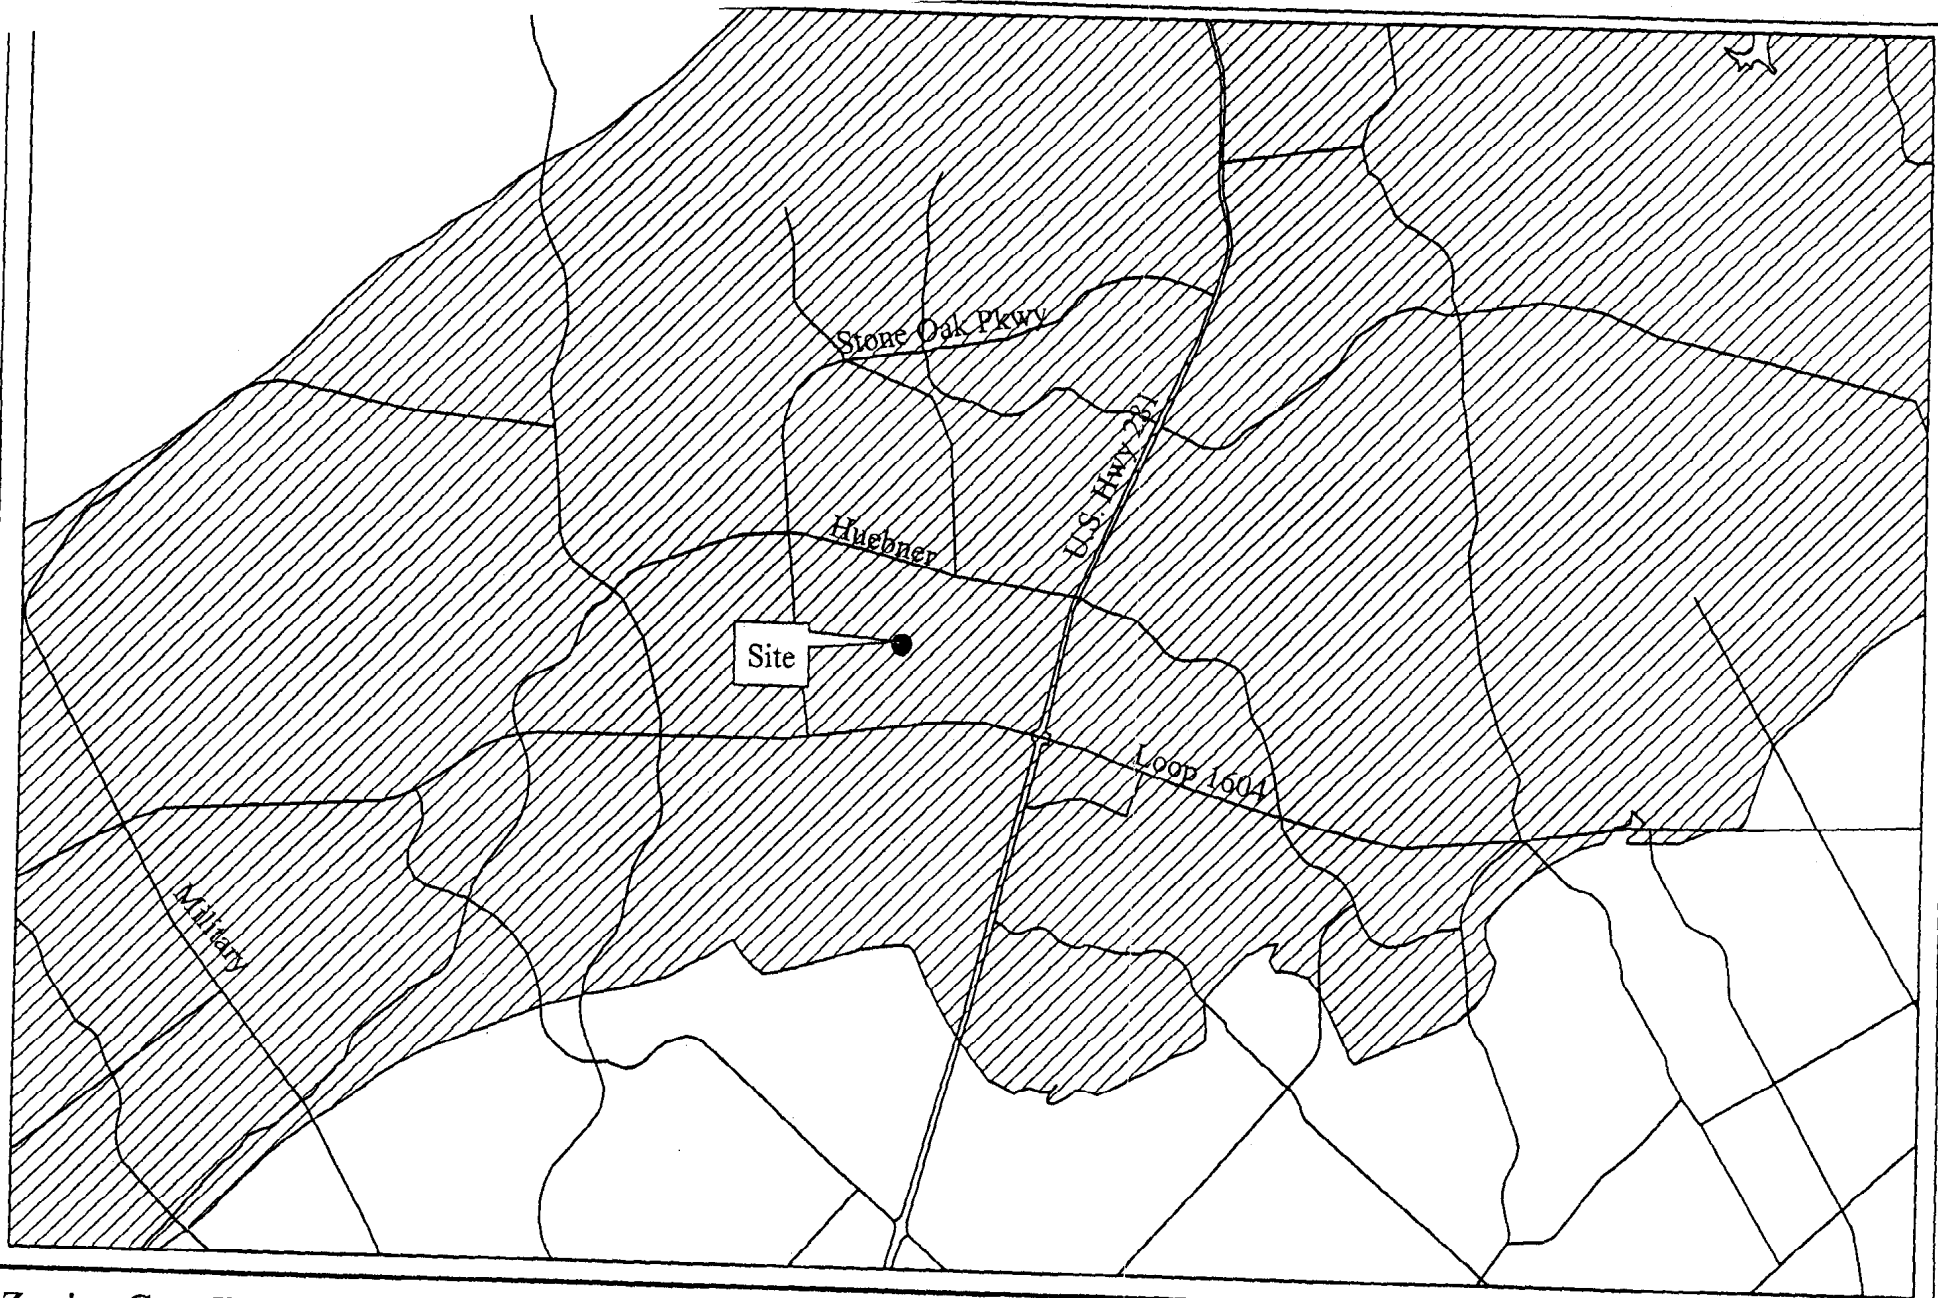 Stone Oak Pkwy
U.S. Hwy 281
Huebner
Site
Loop 1604
Military